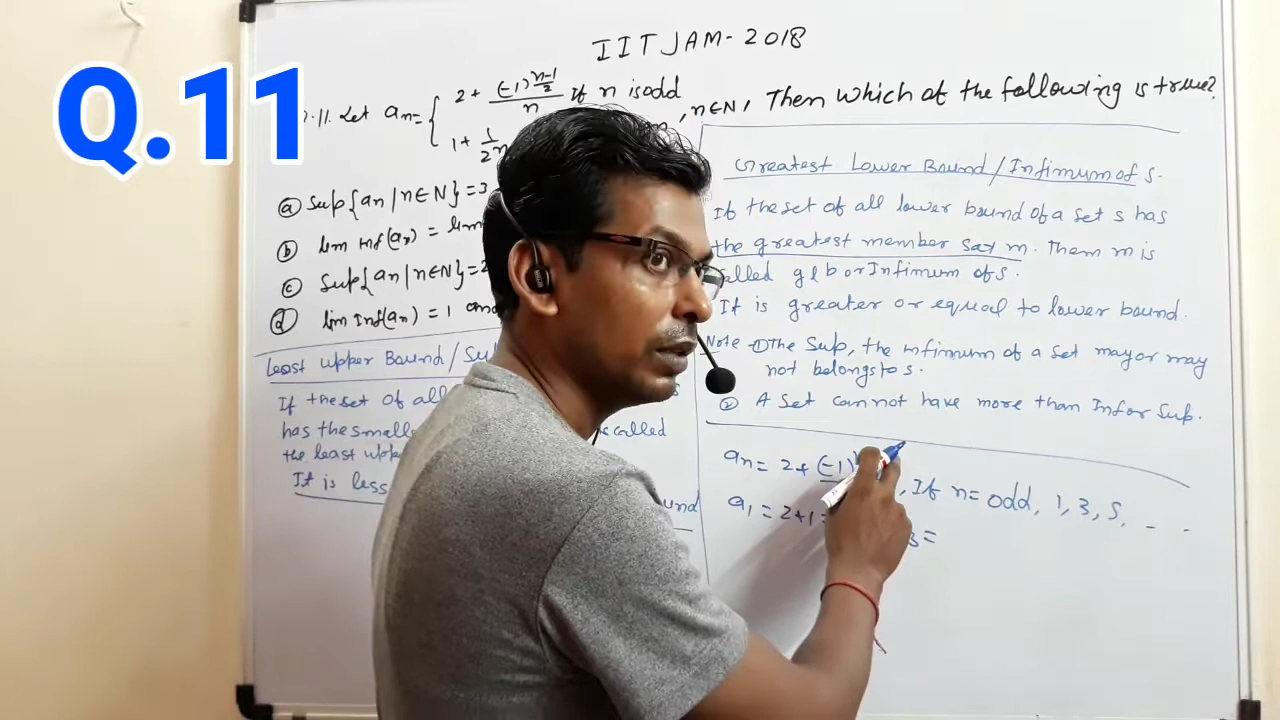 Q.11
IIT JAM - 2018
.11. Let an = { 2 + (-1)^(n-1)/2 / n If n is odd
1 + 1/2^n , n∈N, Then which of the following is true?
(a) Sup{an | n∈N} = 3
(b) lim Inf(an) = lim
(c) Sup{an | n∈N} = 2
(d) lim Inf(an) = 1 and
Least upper Bound /
If the set of all
has the called
the least
It is less
Greatest Lower Bound / Infimum of S.
If the set of all lower bound of a set s has
the greatest member say m. Then m is
called glb or Infimum of S.
It is greater or equal to lower bound.
Note - ① The Sup, the infimum of a set may or may
not belongs to s.
② A set cannot have more than Inf or Sup.
an = 2 + (-1) , If n = odd, 1, 3, 5, - - -
a1 = 2+1 = 3 =